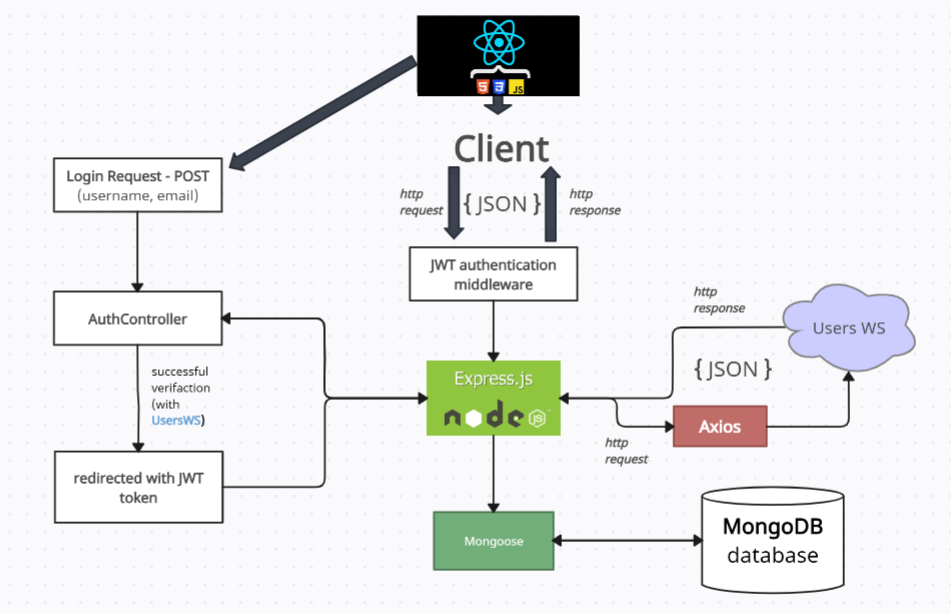 JS
Client
Login Request - POST
(username, email)
http
request
{ JSON }
http
response
JWT authentication
middleware
http
response
Users WS
AuthController
{ JSON }
successful
verifaction
(with
UsersWS)
Express.js
node
JS
Axios
http
request
redirected with JWT
token
Mongoose
MongoDB
database